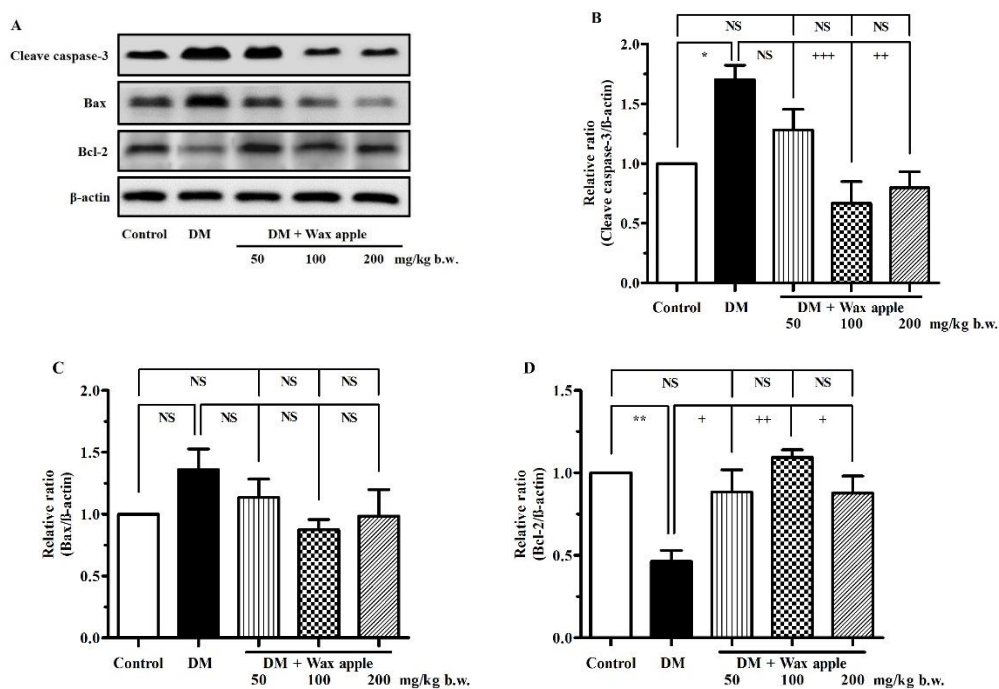 A
Cleave caspase-3
Bax
Bcl-2
β-actin
Control DM DM + Wax apple
50 100 200 mg/kg b.w.
B
NS NS NS
* NS +++ ++
Relative ratio
(Cleave caspase-3/ß-actin)
2.0
1.5
1.0
0.5
0.0
Control DM DM + Wax apple
50 100 200 mg/kg b.w.
C
NS NS NS
NS NS NS NS
Relative ratio
(Bax/ß-actin)
2.0
1.5
1.0
0.5
0.0
Control DM DM + Wax apple
50 100 200 mg/kg b.w.
D
NS NS NS
** + ++ +
Relative ratio
(Bcl-2/ß-actin)
1.5
1.0
0.5
0.0
Control DM DM + Wax apple
50 100 200 mg/kg b.w.